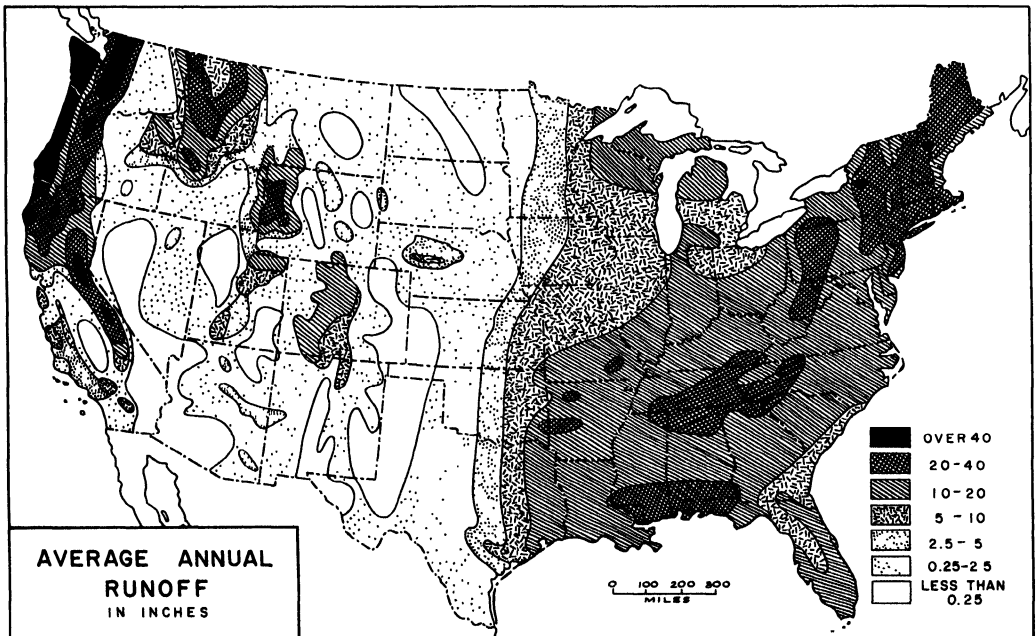 AVERAGE ANNUAL
RUNOFF
IN INCHES
0 100 200 300
MILES
OVER 40
20-40
10-20
5-10
2.5-5
0.25-2 5
LESS THAN
0.25